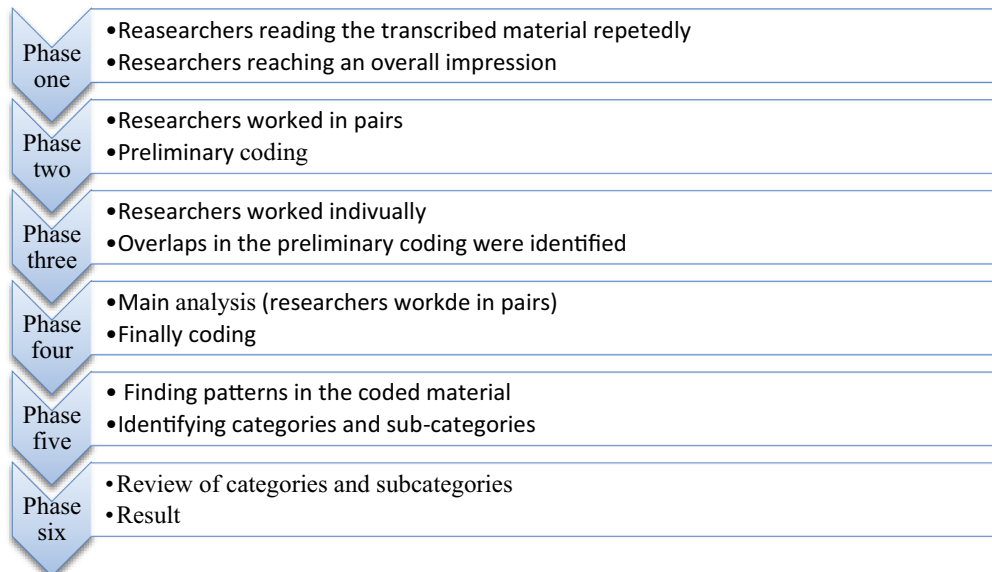 Phase
one
•Reasearchers reading the transcribed material repetedly
•Researchers reaching an overall impression
Phase
two
•Researchers worked in pairs
•Preliminary coding
Phase
three
•Researchers worked indivually
•Overlaps in the preliminary coding were identified
Phase
four
•Main analysis (researchers workde in pairs)
•Finally coding
Phase
five
• Finding patterns in the coded material
•Identifying categories and sub-categories
Phase
six
•Review of categories and subcategories
•Result